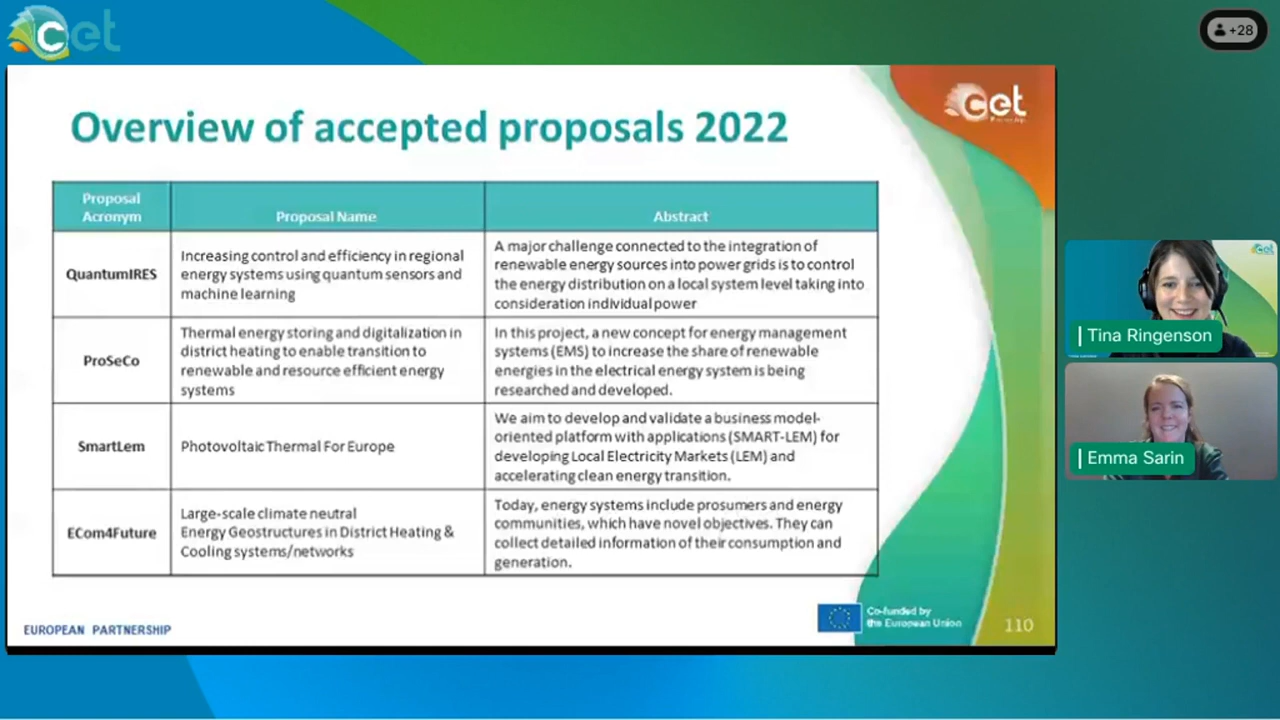 cet
+28
cet
Overview of accepted proposals 2022
Proposal
Acronym
Proposal Name
Abstract
QuantumIRES
Increasing control and efficiency in regional
energy systems using quantum sensors and
machine learning
A major challenge connected to the integration of
renewable energy sources into power grids is to control
the energy distribution on a local system level taking into
consideration individual power
ProSeCo
Thermal energy storing and digitalization in
district heating to enable transition to
renewable and resource efficient energy
systems
In this project, a new concept for energy management
systems (EMS) to increase the share of renewable
energies in the electrical energy system is being
researched and developed.
SmartLem
Photovoltaic Thermal For Europe
We aim to develop and validate a business model-
oriented platform with applications (SMART-LEM) for
developing Local Electricity Markets (LEM) and
accelerating clean energy transition.
ECom4Future
Large-scale climate neutral
Energy Geostructures in District Heating &
Cooling systems/networks
Today, energy systems include prosumers and energy
communities, which have novel objectives. They can
collect detailed information of their consumption and
generation.
EUROPEAN PARTNERSHIP
Co-funded by
the European Union
110
cet
Tina Ringenson
Emma Sarin